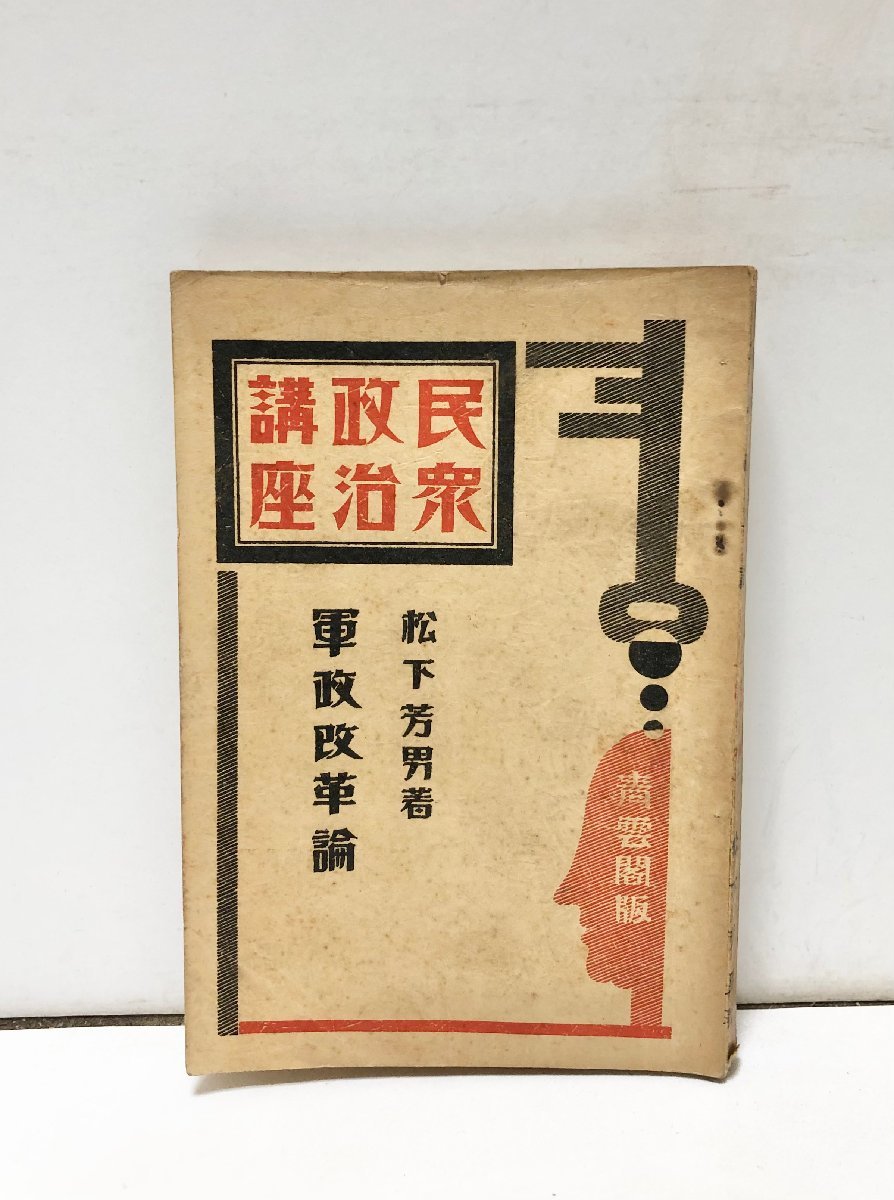 民衆
政治
講座
松下芳男著
軍政改革論
青雲閣版